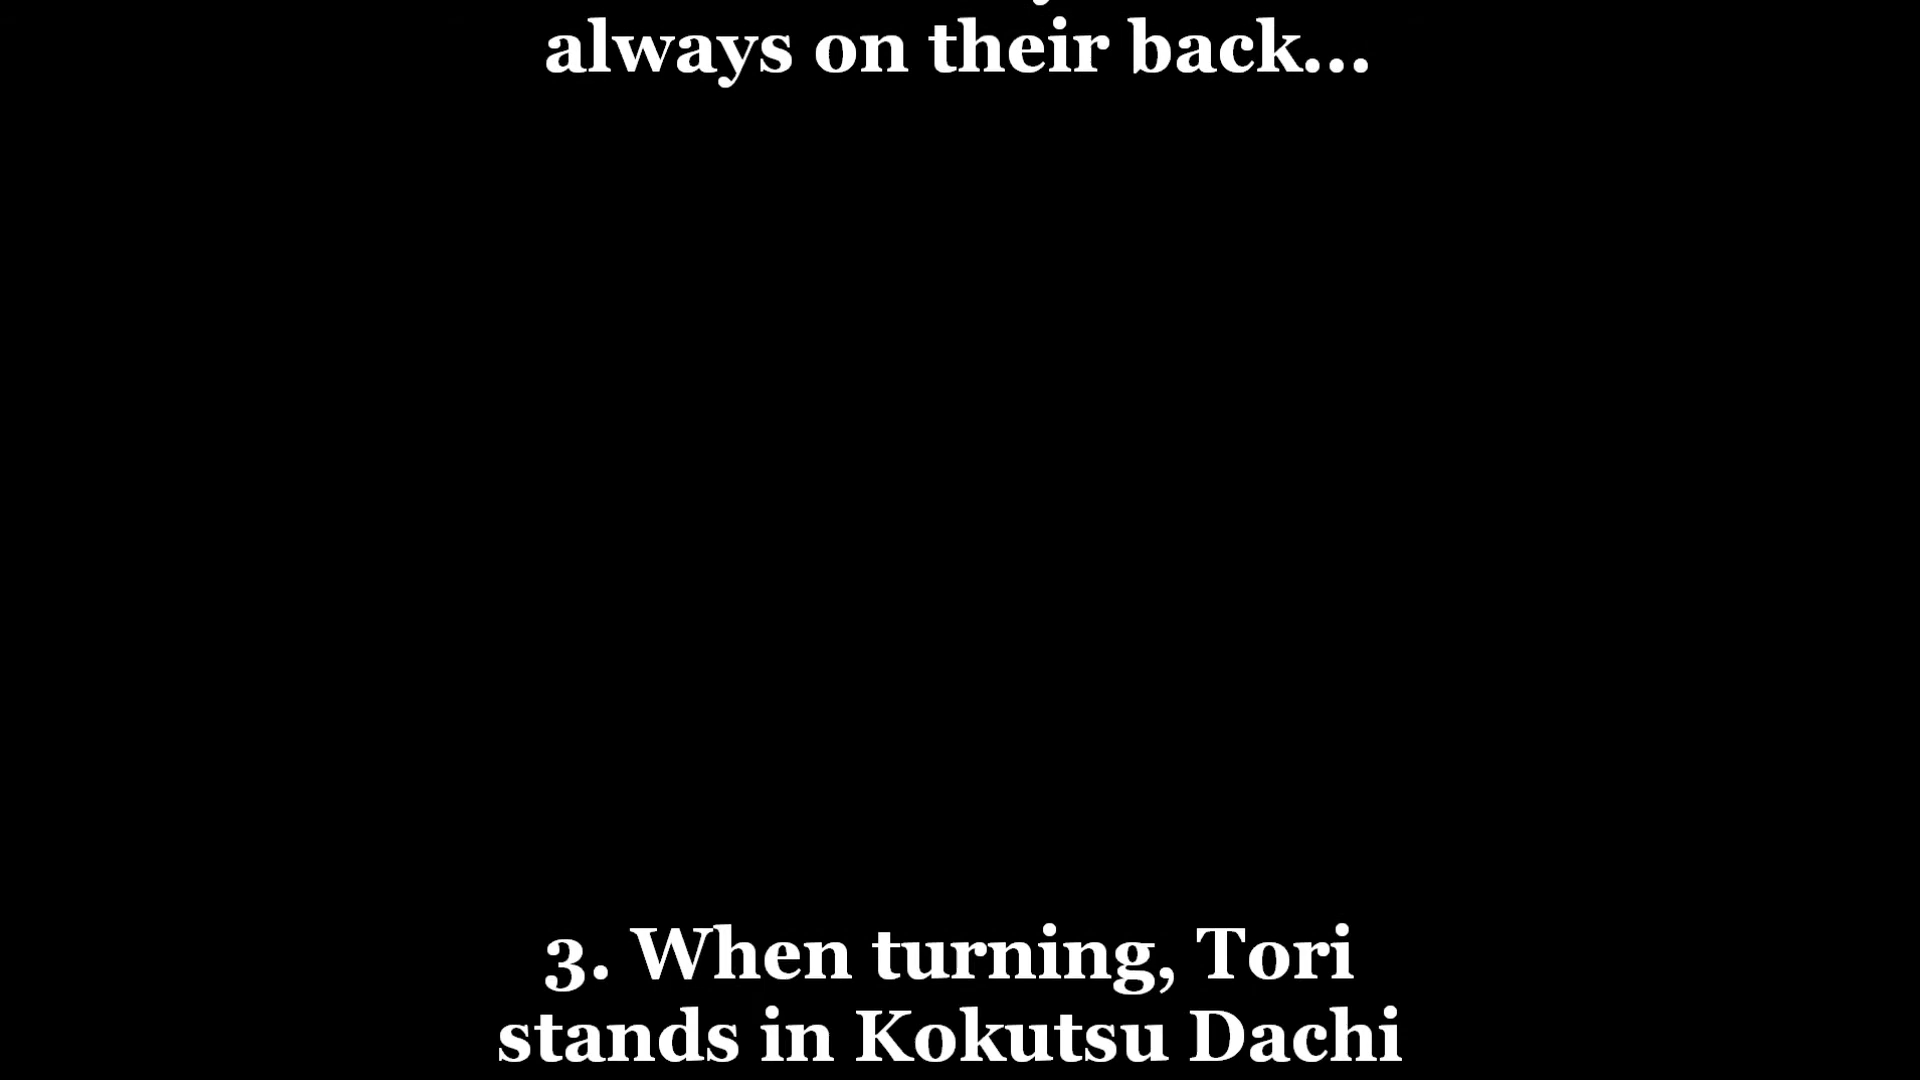 always on their back...
3. When turning, Tori
stands in Kokutsu Dachi